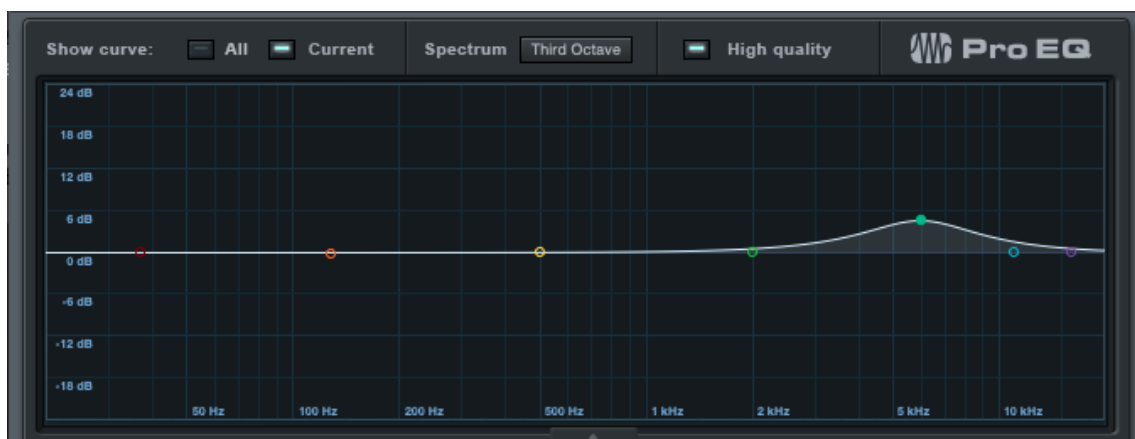 Show curve: All Current Spectrum Third Octave High quality Pro EQ
24 dB
18 dB
12 dB
6 dB
0 dB
-6 dB
-12 dB
-18 dB
50 Hz 100 Hz 200 Hz 500 Hz 1 kHz 2 kHz 5 kHz 10 kHz